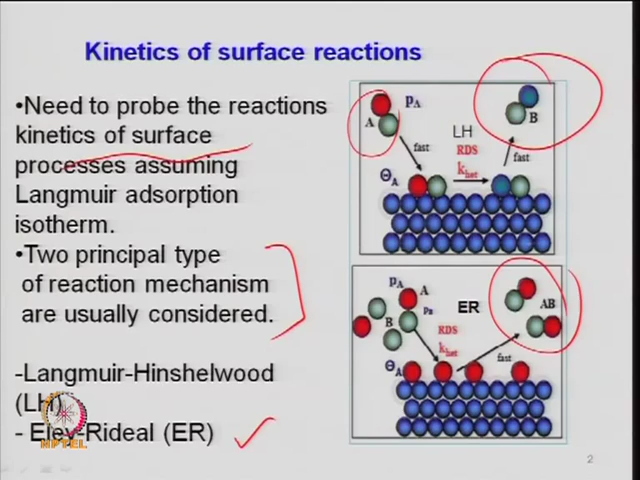 Kinetics of surface reactions
•Need to probe the reactions
kinetics of surface
processes assuming
Langmuir adsorption
isotherm.
•Two principal type
of reaction mechanism
are usually considered.
-Langmuir-Hinshelwood
(LH)
- Eley-Rideal (ER)
NPTEL
pA
A
B
LH
fast
RDS
khet
fast
ΘA
pA
A
pB
B
ER
AB
RDS
khet
fast
ΘA
2